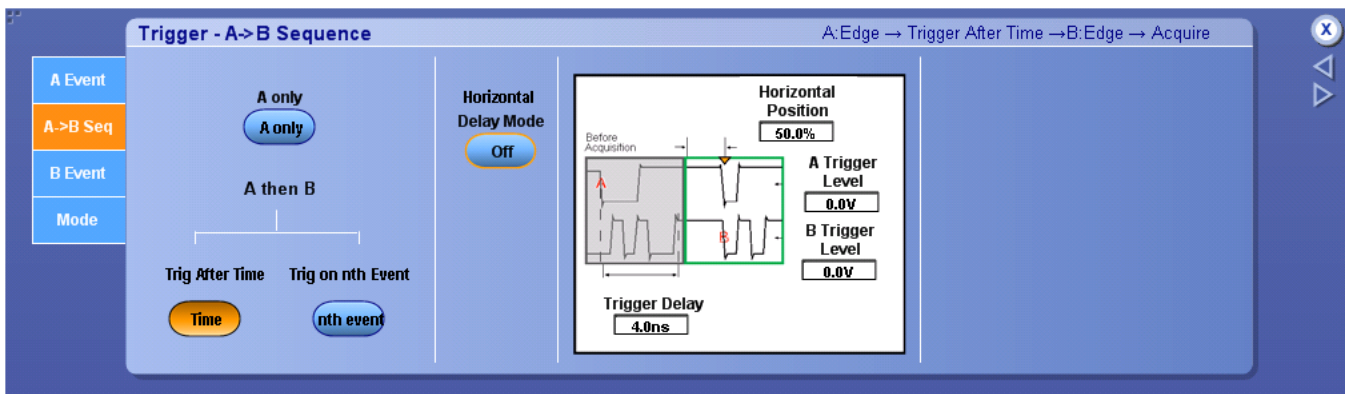 Trigger - A->B Sequence
A:Edge → Trigger After Time →B:Edge → Acquire
X
A Event
A->B Seq
B Event
Mode
A only
A only
A then B
Trig After Time
Trig on nth Event
Time
nth event
Horizontal
Delay Mode
Off
Horizontal
Position
50.0%
Before
Acquisition
A
B
A Trigger
Level
0.0V
B Trigger
Level
0.0V
Trigger Delay
4.0ns